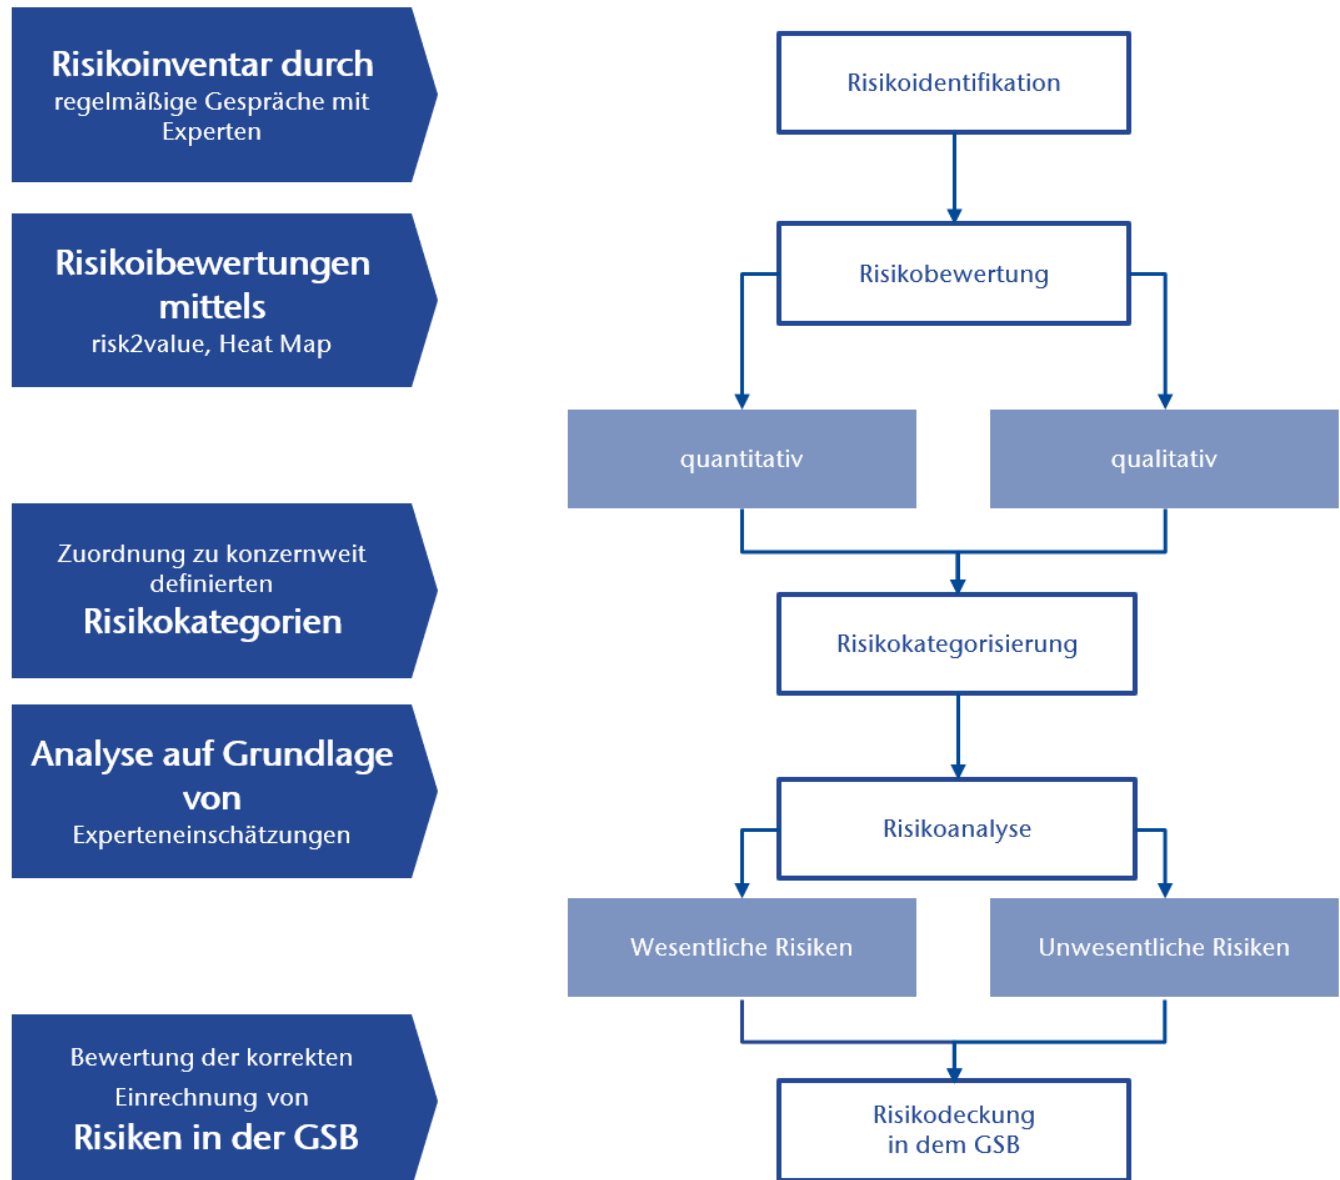 Risikoinventar durch
regelmäßige Gespräche mit
Experten
Risikoidentifikation
Risikoibewertungen
mittels
risk2value, Heat Map
Risikobewertung
quantitativ
qualitativ
Zuordnung zu konzernweit
definierten
Risikokategorien
Risikokategorisierung
Analyse auf Grundlage
von
Experteneinschätzungen
Risikoanalyse
Wesentliche Risiken
Unwesentliche Risiken
Bewertung der korrekten
Einrechnung von
Risiken in der GSB
Risikodeckung
in dem GSB